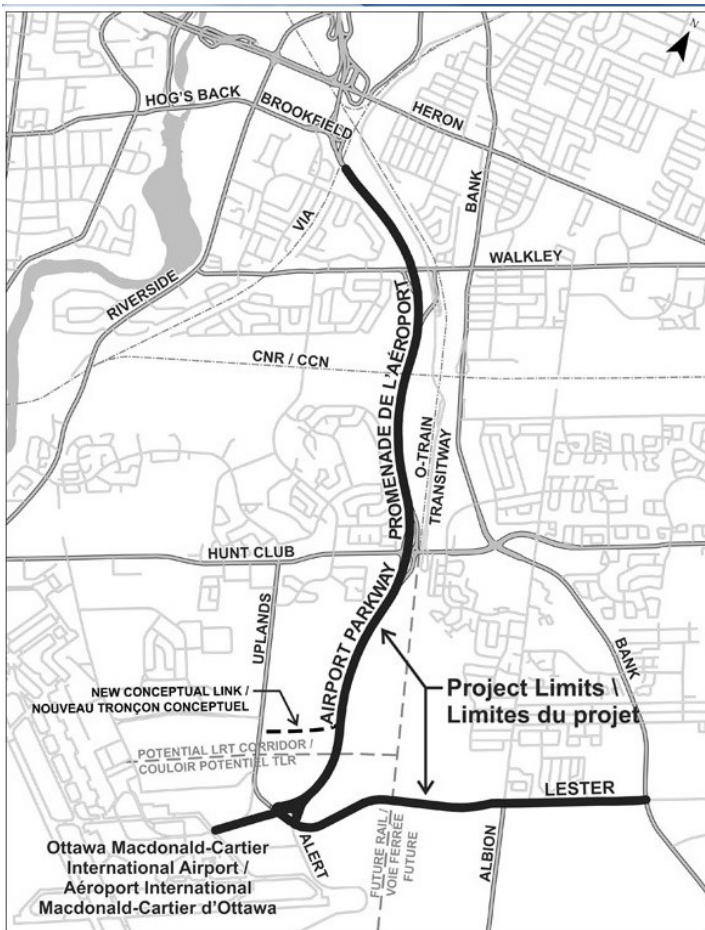 N
HOG'S BACK
BROOKFIELD
HERON
BANK
VIA
WALKLEY
RIVERSIDE
PROMENADE DE L'AÉROPORT
CNR / CCN
O-TRAIN
TRANSITWAY
HUNT CLUB
UPLANDS
AIRPORT PARKWAY
BANK
NEW CONCEPTUAL LINK /
NOUVEAU TRONÇON CONCEPTUEL
Project Limits \
Limites du projet
POTENTIAL LRT CORRIDOR /
COULOIR POTENTIEL TLR
LESTER
ALERT
FUTURE RAIL /
VOIE FERRÉE
FUTURE
ALBION
Ottawa Macdonald-Cartier
International Airport /
Aéroport International
Macdonald-Cartier d'Ottawa